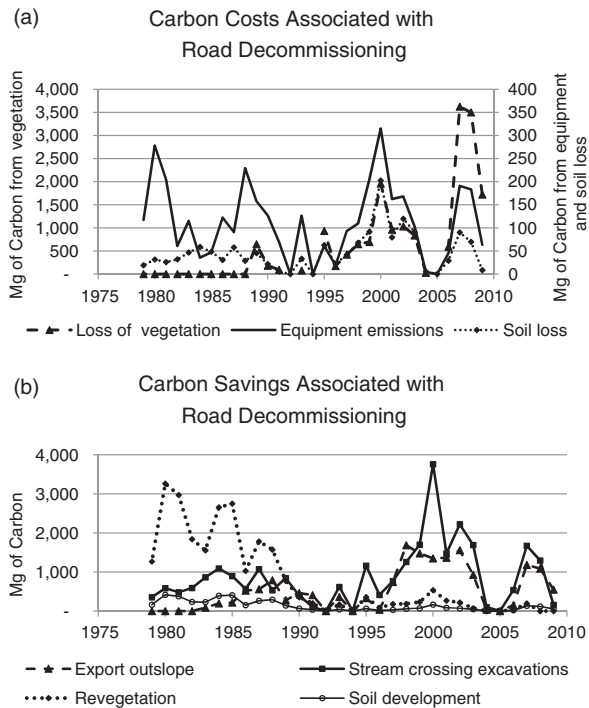 (a)
Carbon Costs Associated with
Road Decommissioning
Mg of Carbon from vegetation
4,000
3,500
3,000
2,500
2,000
1,500
1,000
500
-
400
350
300
250
200
150
100
50
0
Mg of Carbon from equipment
and soil loss
1975 1980 1985 1990 1995 2000 2005 2010
Loss of vegetation Equipment emissions Soil loss
(b)
Carbon Savings Associated with
Road Decommissioning
Mg of Carbon
4,000
3,000
2,000
1,000
-
1975 1980 1985 1990 1995 2000 2005 2010
Export outslope Stream crossing excavations
Revegetation Soil development